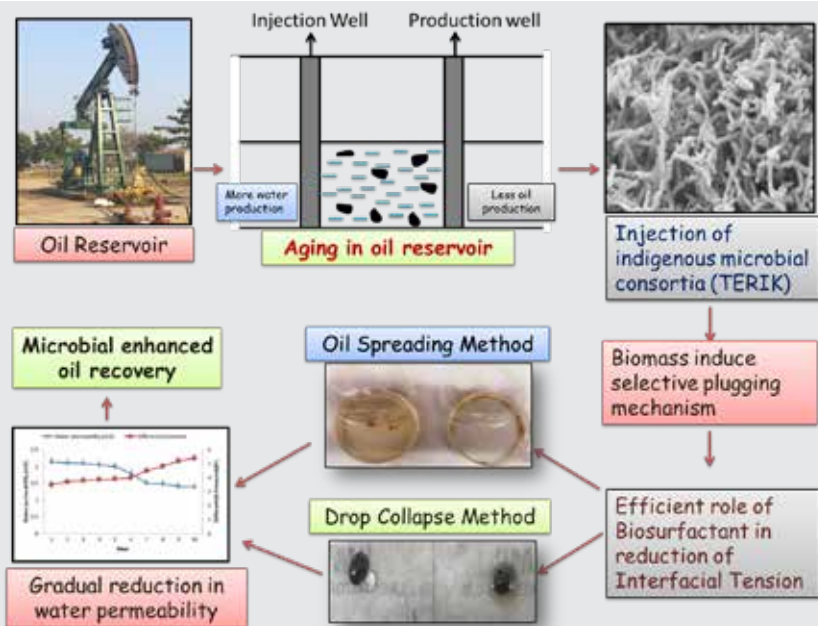 Injection Well
Production well
More water
production
Less oil
production
Oil Reservoir
Aging in oil reservoir
Injection of
indigenous microbial
consortia (TERIK)
Microbial enhanced
oil recovery
Oil Spreading Method
Biomass induce
selective plugging
mechanism
Drop Collapse Method
Efficient role of
Biosurfactant in
reduction of
Interfacial Tension
Gradual reduction in
water permeability